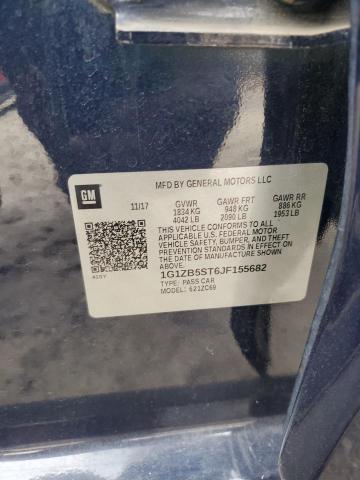 GM
MFD BY GENERAL MOTORS LLC
11/17 GVWR GAWR FRT GAWR RR
1834 KG 948 KG 886 KG
4042 LB 2090 LB 1953 LB
THIS VEHICLE CONFORMS TO ALL
APPLICABLE U.S. FEDERAL MOTOR
VEHICLE SAFETY, BUMPER, AND THEFT
PREVENTION STANDARDS IN EFFECT ON
THE DATE OF MANUFACTURE SHOWN
ABOVE.
1G1ZB5ST6JF155682
TYPE: PASS CAR
MODEL: 621ZC69